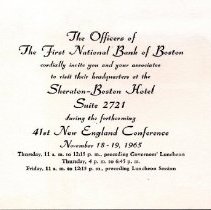 The Officers of
The First National Bank of Boston
cordially invite you and your associates
to visit their headquarters at the
Sheraton-Boston Hotel
Suite 2721
during the forthcoming
41st New England Conference
November 18-19, 1965
Thursday, 11 a. m. to 12:15 p. m., preceding Governors' Luncheon
Thursday, 4 p. m. to 6:45 p. m.
Friday, 11 a. m. to 12:15 p. m., preceding Luncheon Session